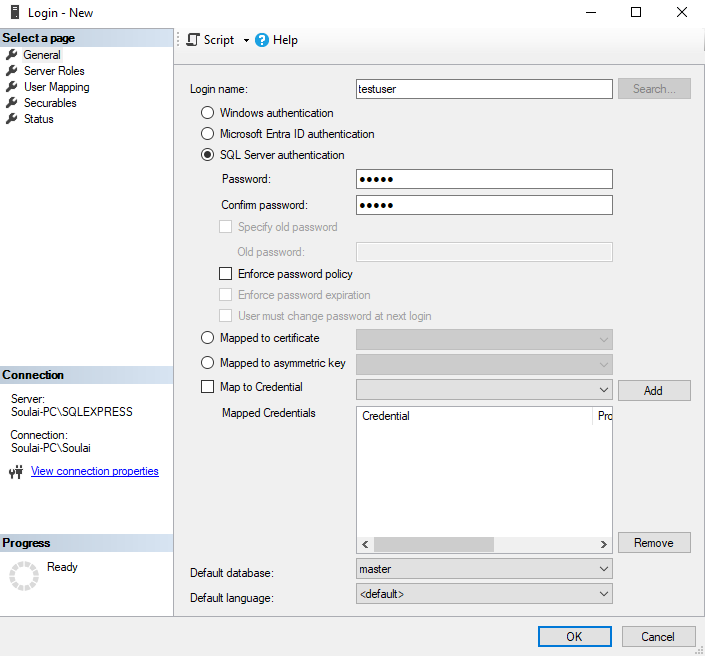 Login - New
Select a page
General
Server Roles
User Mapping
Securables
Status
Script
Help
Login name:
testuser
Search...
Windows authentication
Microsoft Entra ID authentication
SQL Server authentication
Password:
●●●●●
Confirm password:
●●●●●
Specify old password
Old password:
Enforce password policy
Enforce password expiration
User must change password at next login
Mapped to certificate
Mapped to asymmetric key
Map to Credential
Add
Mapped Credentials
Credential
Pro
Remove
Default database:
master
Default language:
<default>
Connection
Server:
Soulai-PC\SQLEXPRESS
Connection:
Soulai-PC\Soulai
View connection properties
Progress
Ready
OK
Cancel